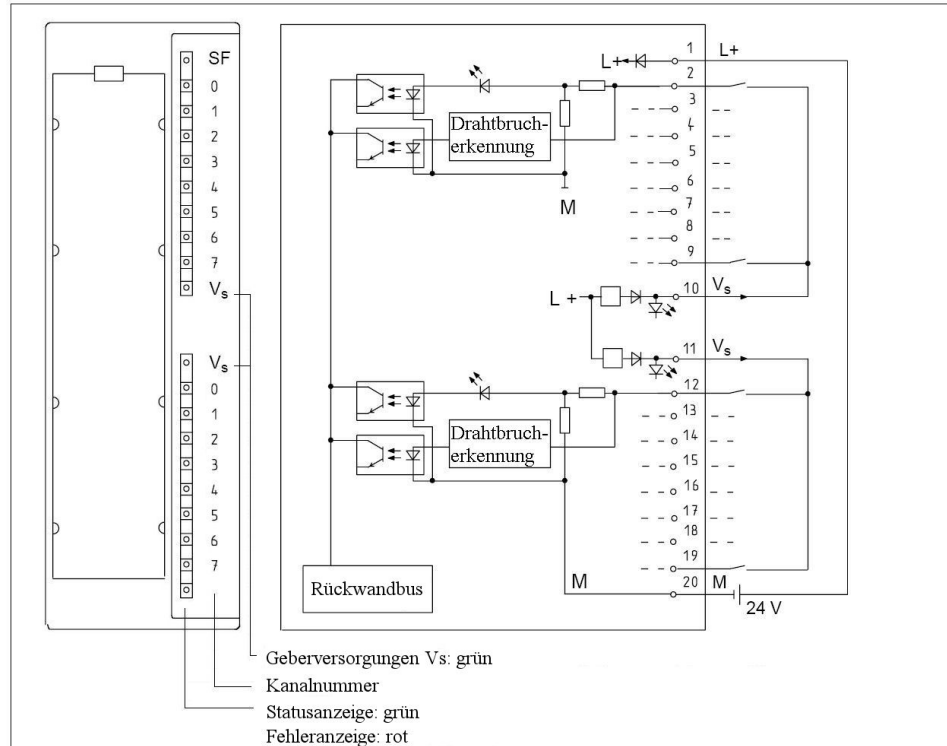 SF
0
1
2
3
4
5
6
7
Vs
Vs
0
1
2
3
4
5
6
7
L+
1
L+
2
3
4
5
6
7
8
9
Drahtbruch-
erkennung
M
L +
10
Vs
11
Vs
12
13
14
15
16
17
18
19
20
Drahtbruch-
erkennung
Rückwandbus
M
M
24 V
Geberversorgungen Vs: grün
Kanalnummer
Statusanzeige: grün
Fehleranzeige: rot